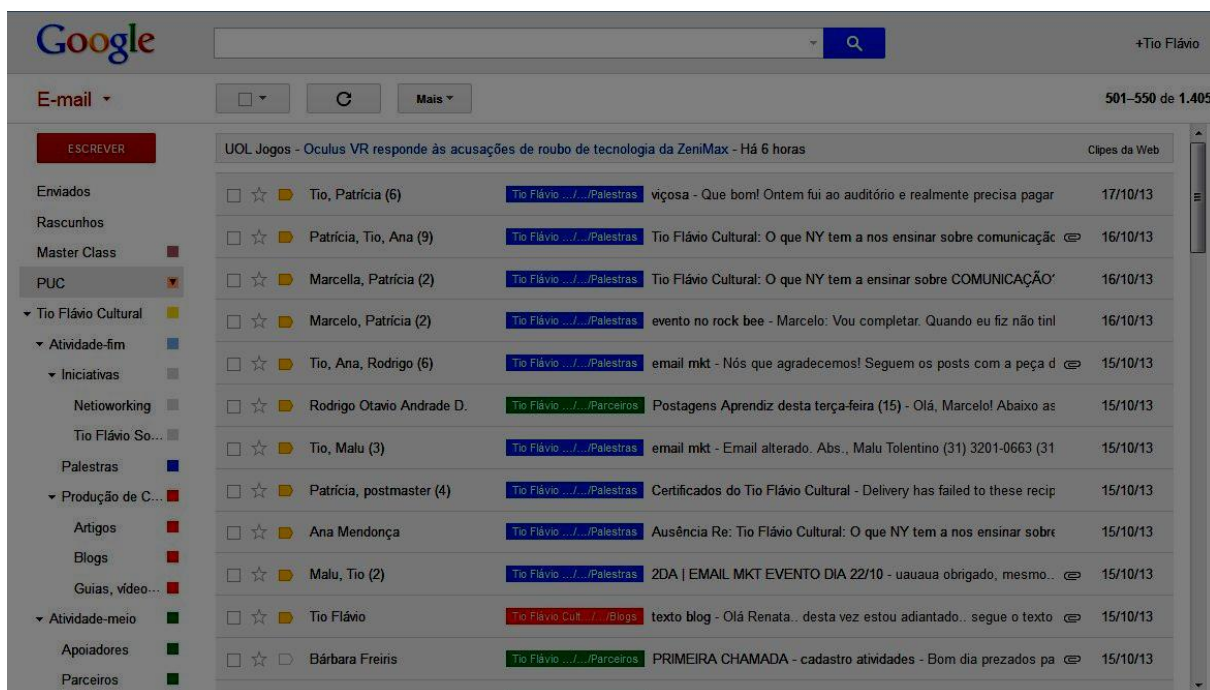 Google
+Tio Flávio
E-mail
Mais
501–550 de 1.405
ESCREVER
UOL Jogos - Oculus VR responde às acusações de roubo de tecnologia da ZeniMax - Há 6 horas Clipes da Web
Enviados
Rascunhos
Master Class
PUC
Tio Flávio Cultural
Atividade-fim
Iniciativas
Netioworking
Tio Flávio So...
Palestras
Produção de C...
Artigos
Blogs
Guias, vídeo...
Atividade-meio
Apoiadores
Parceiros
Tio, Patrícia (6) Tio Flávio .../.../Palestras viçosa - Que bom! Ontem fui ao auditório e realmente precisa pagar 17/10/13
Patrícia, Tio, Ana (9) Tio Flávio .../.../Palestras Tio Flávio Cultural: O que NY tem a nos ensinar sobre comunicaçã 16/10/13
Marcella, Patrícia (2) Tio Flávio .../.../Palestras Tio Flávio Cultural: O que NY tem a ensinar sobre COMUNICAÇÃO 16/10/13
Marcelo, Patrícia (2) Tio Flávio .../.../Palestras evento no rock bee - Marcelo: Vou completar. Quando eu fiz não 16/10/13
Tio, Ana, Rodrigo (6) Tio Flávio .../.../Palestras email mkt - Nós que agradecemos! Seguem os posts com a peça d 15/10/13
Rodrigo Otavio Andrade D. Tio Flávio .../.../Parceiros Postagens Aprendiz desta terça-feira (15) - Olá, Marcelo! Abaixo as 15/10/13
Tio, Malu (3) Tio Flávio .../.../Palestras email mkt - Email alterado. Abs., Malu Tolentino (31) 3201-0663 (31 15/10/13
Patrícia, postmaster (4) Tio Flávio .../.../Palestras Certificados do Tio Flávio Cultural - Delivery has failed to these recip 15/10/13
Ana Mendonça Tio Flávio .../.../Palestras Ausência Re: Tio Flávio Cultural: O que NY tem a nos ensinar sobre 15/10/13
Malu, Tio (2) Tio Flávio .../.../Palestras 2DA | EMAIL MKT EVENTO DIA 22/10 - uauaua obrigado, mesmo.. 15/10/13
Tio Flávio Tio Flávio Cult.../.../Blogs texto blog - Olá Renata.. desta vez estou adiantado.. segue o texto 15/10/13
Bárbara Freiris Tio Flávio .../.../Parceiros PRIMEIRA CHAMADA - cadastro atividades - Bom dia prezados pa 15/10/13